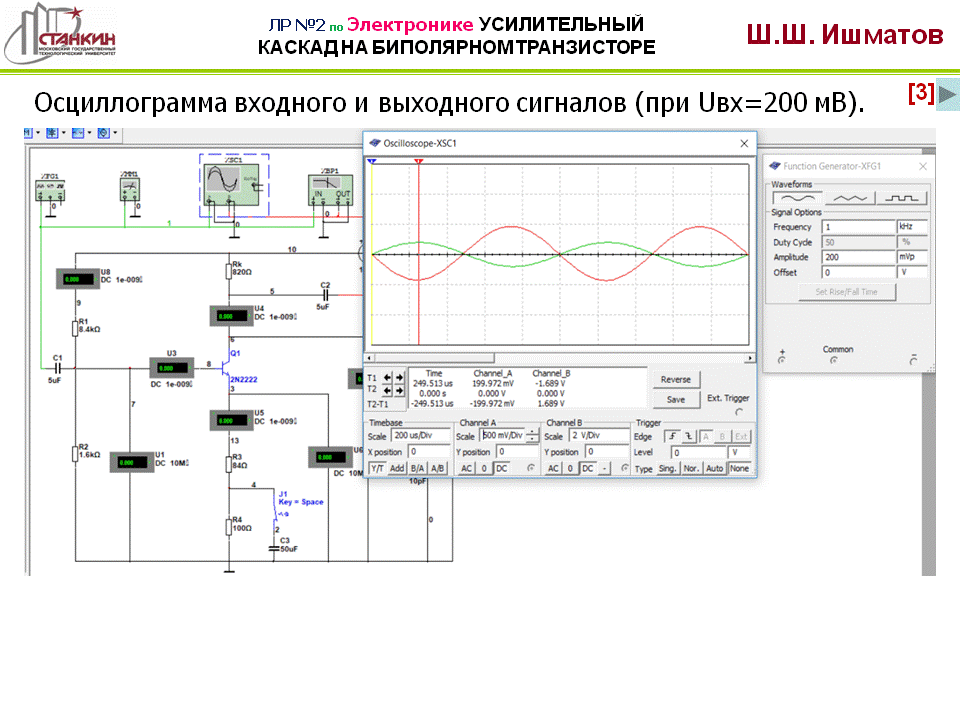 СТАНКИН
МОСКОВСКИЙ ГОСУДАРСТВЕННЫЙ
ТЕХНОЛОГИЧЕСКИЙ УНИВЕРСИТЕТ
ЛР №2 по Электронике УСИЛИТЕЛЬНЫЙ
КАСКАД НА БИПОЛЯРНОМТРАНЗИСТОРЕ
Ш.Ш. Ишматов
Осциллограмма входного и выходного сигналов (при Uвх=200 мВ).
[3]
XFG1
XMM1
XSC1
XBP1
IN OUT
0
0
0
0
1
10
Oscilloscope-XSC1
Time Channel_A Channel_B
T1 249.513 us 199.972 mV -1.689 V
T2 0.000 s 0.000 V 0.000 V
T2-T1 -249.513 us -199.972 mV 1.689 V
Reverse
Save
Ext. Trigger
Timebase
Scale 200 us/Div
X position 0
Y/T Add B/A A/B
Channel A
Scale 500 mV/Div
Y position 0
AC 0 DC
Channel B
Scale 2 V/Div
Y position 0
AC 0 DC -
Trigger
Edge A B Ext
Level 0 V
Type Sing. Nor. Auto None
Function Generator-XFG1
Waveforms
Signal Options
Frequency 1 kHz
Duty Cycle 50 %
Amplitude 200 mVp
Offset 0 V
Set Rise/Fall Time
+ Common −
U8
0.000 DC 1e-009
9
R1
8.4kΩ
Rk
820Ω
5
C2
5uF
U4
0.000 DC 1e-009
6
C1
5uF
U3
0.000
DC 1e-009
8
Q1
2N2222
3
7
U5
0.000 DC 1e-009
13
R2
1.6kΩ
U1
0.000 DC 10M
R3
84Ω
U6
0.000
DC 10M
10pF
4
J1
Key = Space
R4
100Ω
2
C3
50uF
0